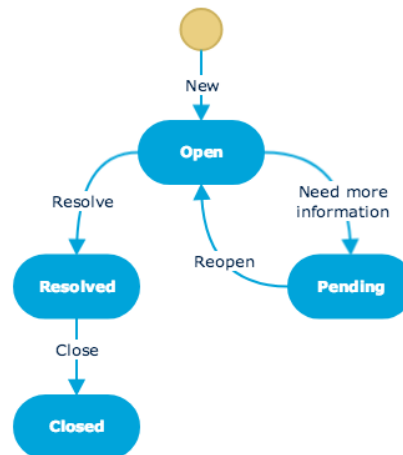 New
Open
Need more
information
Resolve
Reopen
Resolved
Pending
Close
Closed